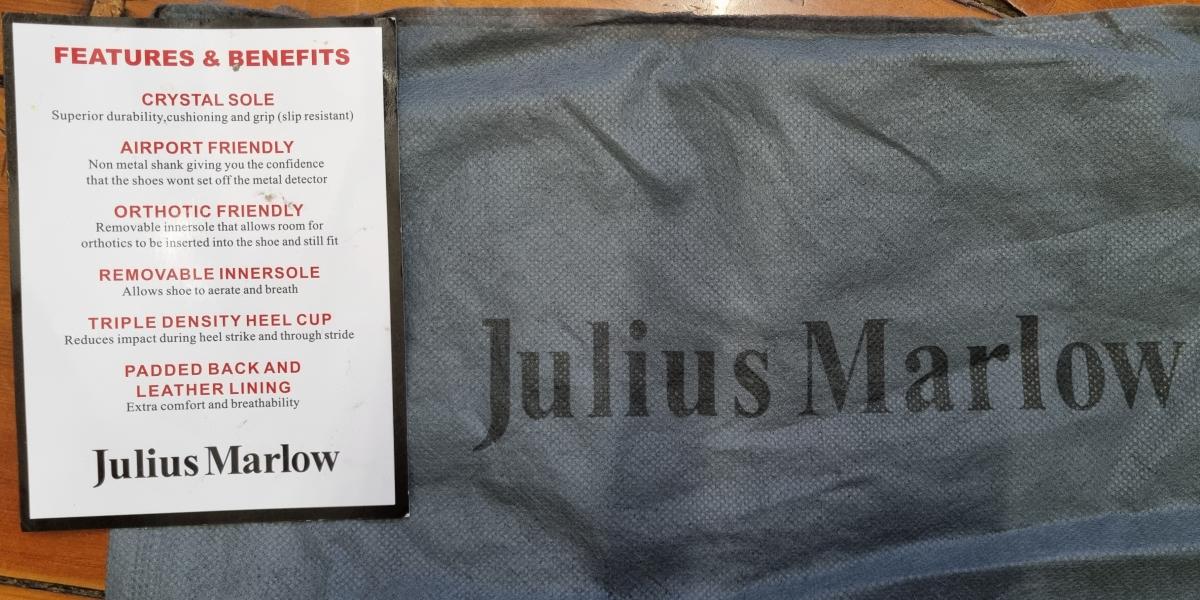 FEATURES & BENEFITS
CRYSTAL SOLE
Superior durability,cushioning and grip (slip resistant)
AIRPORT FRIENDLY
Non metal shank giving you the confidence
that the shoes wont set off the metal detector
ORTHOTIC FRIENDLY
Removable innersole that allows room for
orthotics to be inserted into the shoe and still fit
REMOVABLE INNERSOLE
Allows shoe to aerate and breath
TRIPLE DENSITY HEEL CUP
Reduces impact during heel strike and through stride
PADDED BACK AND
LEATHER LINING
Extra comfort and breathability
Julius Marlow
Julius Marlow